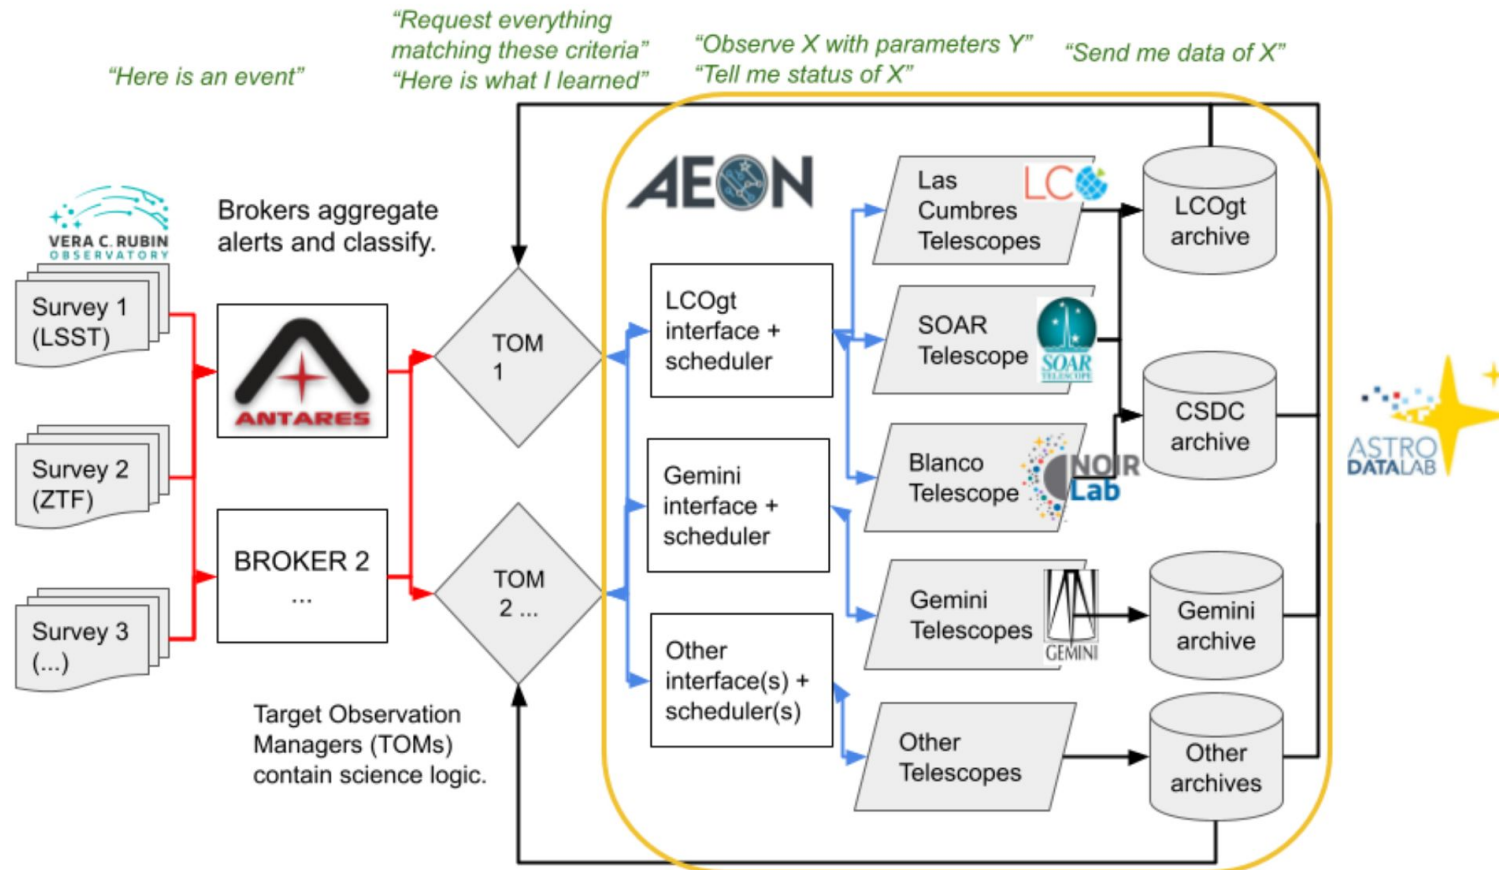 “Request everything
matching these criteria”
“Here is what I learned”
“Observe X with parameters Y”
“Tell me status of X”
“Send me data of X”
“Here is an event”
VERA C. RUBIN
OBSERVATORY
Brokers aggregate
alerts and classify.
AEON
Survey 1
(LSST)
Survey 2
(ZTF)
Survey 3
(...)
ANTARES
BROKER 2
...
TOM
1
TOM
2 ...
Target Observation
Managers (TOMs)
contain science logic.
LCOgt
interface +
scheduler
Gemini
interface +
scheduler
Other
interface(s) +
scheduler(s)
Las
Cumbres
Telescopes
LCO
SOAR
Telescope
SOAR
TELESCOPE
Blanco
Telescope
NOIR
Lab
Gemini
Telescopes
GEMINI
Other
Telescopes
LCOgt
archive
CSDC
archive
Gemini
archive
Other
archives
ASTRO
DATALAB